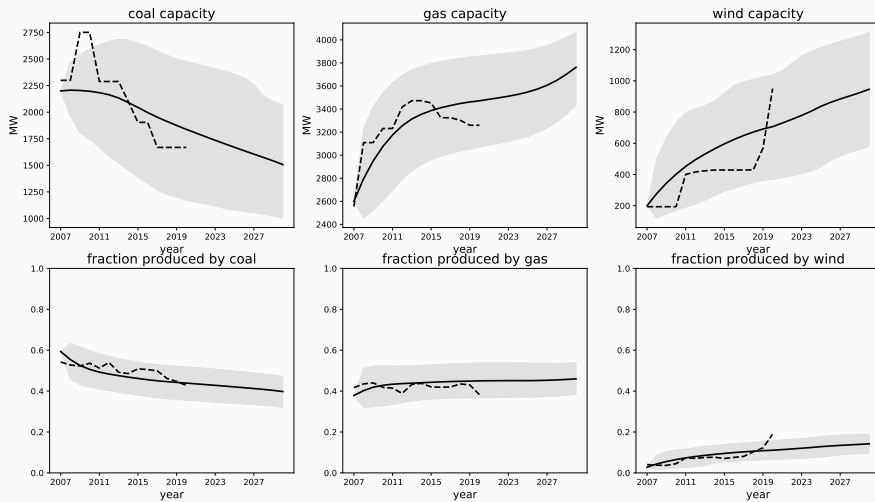 coal capacity
gas capacity
wind capacity
MW
2750
2500
2250
2000
1750
1500
1250
1000
2007 2011 2015 2019 2023 2027
year
MW
4000
3800
3600
3400
3200
3000
2800
2600
2400
2007 2011 2015 2019 2023 2027
year
MW
1200
1000
800
600
400
200
2007 2011 2015 2019 2023 2027
year
fraction produced by coal
fraction produced by gas
fraction produced by wind
1.0
0.8
0.6
0.4
0.2
0.0
2007 2011 2015 2019 2023 2027
year
1.0
0.8
0.6
0.4
0.2
0.0
2007 2011 2015 2019 2023 2027
year
1.0
0.8
0.6
0.4
0.2
0.0
2007 2011 2015 2019 2023 2027
year